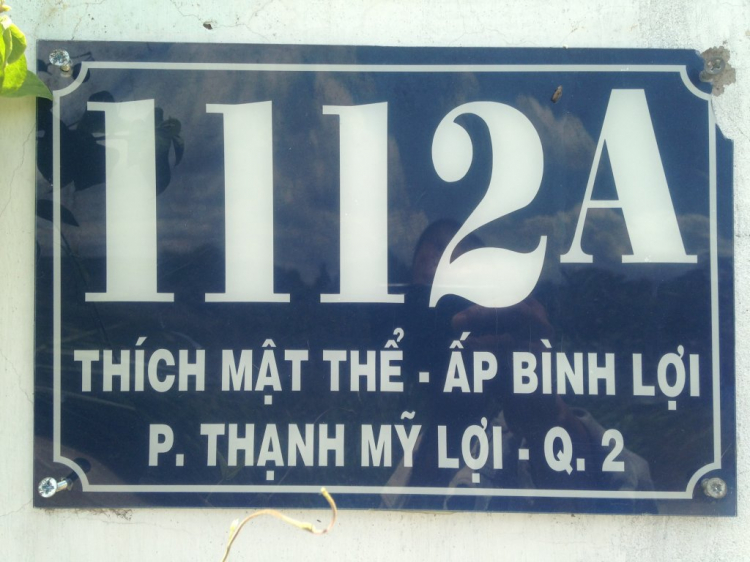 1112A
THÍCH MẬT THỂ - ẤP BÌNH LỢI
P. THẠNH MỸ LỢI - Q. 2